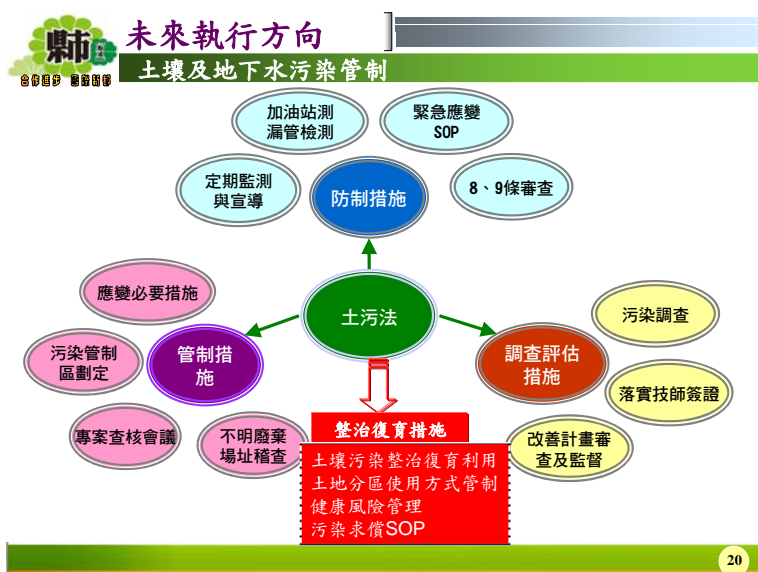 未來執行方向
縣市
合作進步
土壤及地下水污染管制
加油站測
漏管檢測
緊急應變
SOP
定期監測
與宣導
防制措施
8、9條審查
土污法
應變必要措施
污染管制
區劃定
管制措
施
專案查核會議
不明廢棄
場址稽查
調查評估
措施
污染調查
落實技師簽證
改善計畫審
查及監督
整治復育措施
土壤污染整治復育利用
土地分區使用方式管制
健康風險管理
污染求償SOP
20